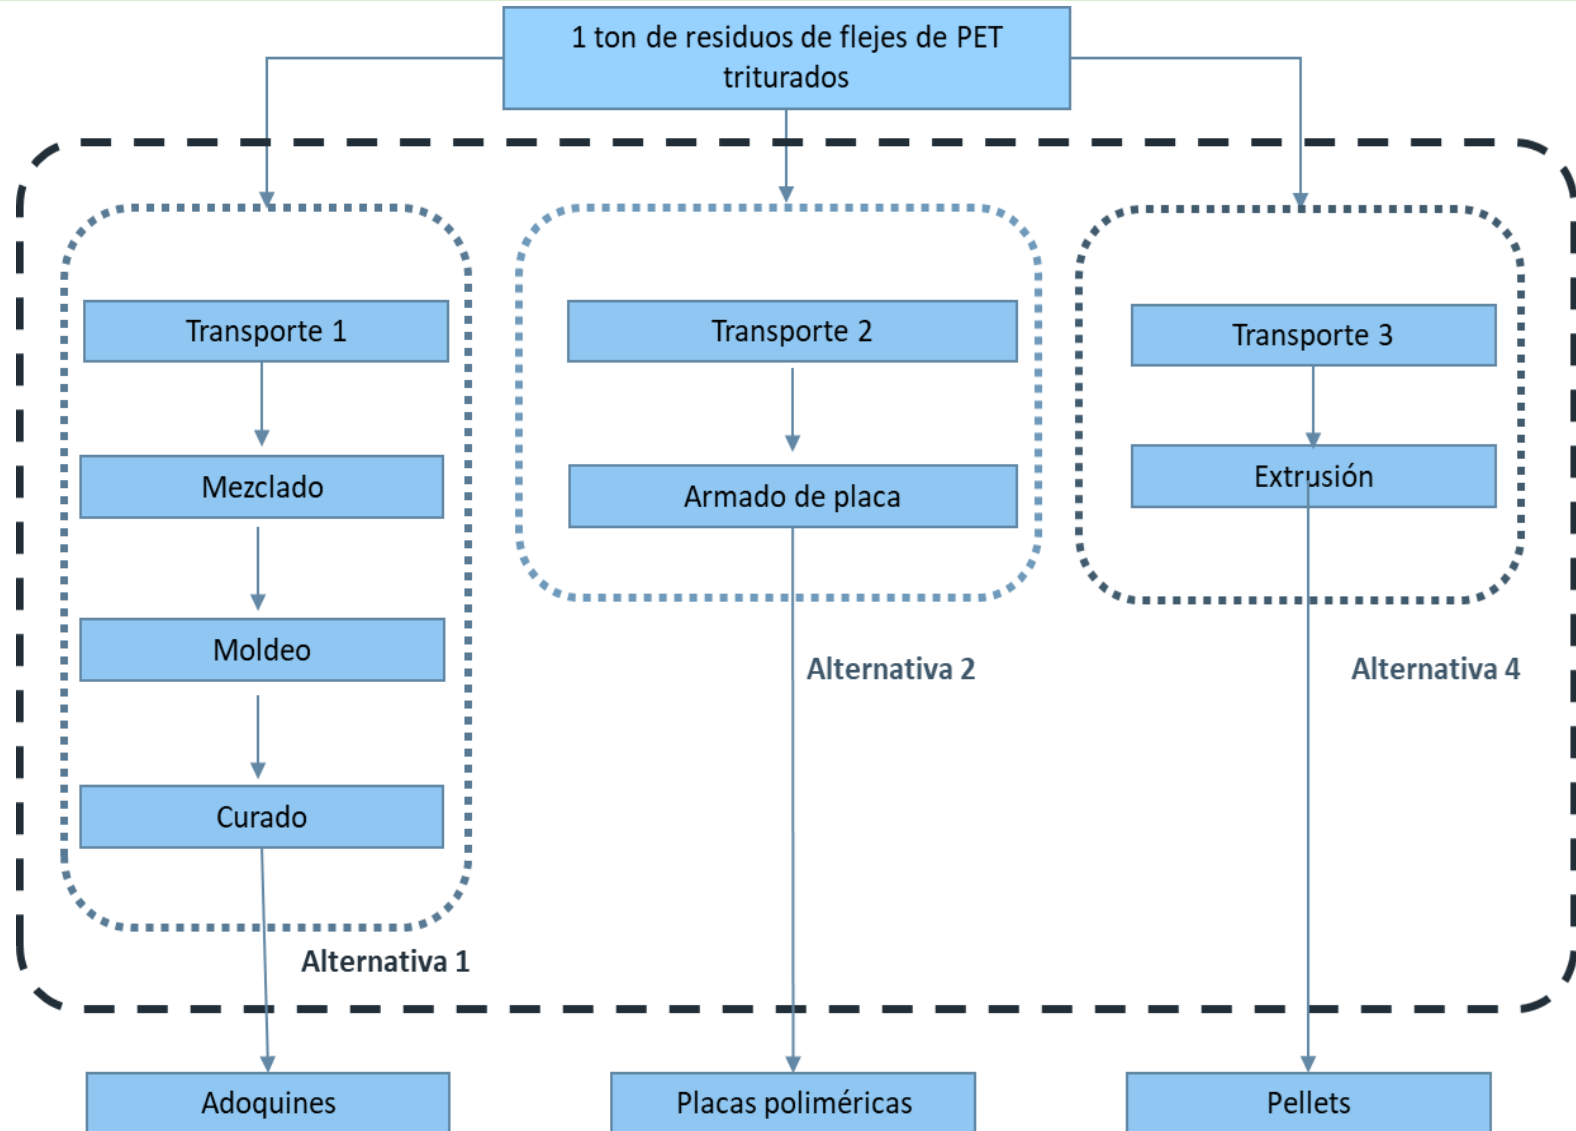 1 ton de residuos de flejes de PET
triturados
Transporte 1
Transporte 2
Transporte 3
Mezclado
Armado de placa
Extrusión
Moldeo
Alternativa 2
Alternativa 4
Curado
Alternativa 1
Adoquines
Placas poliméricas
Pellets